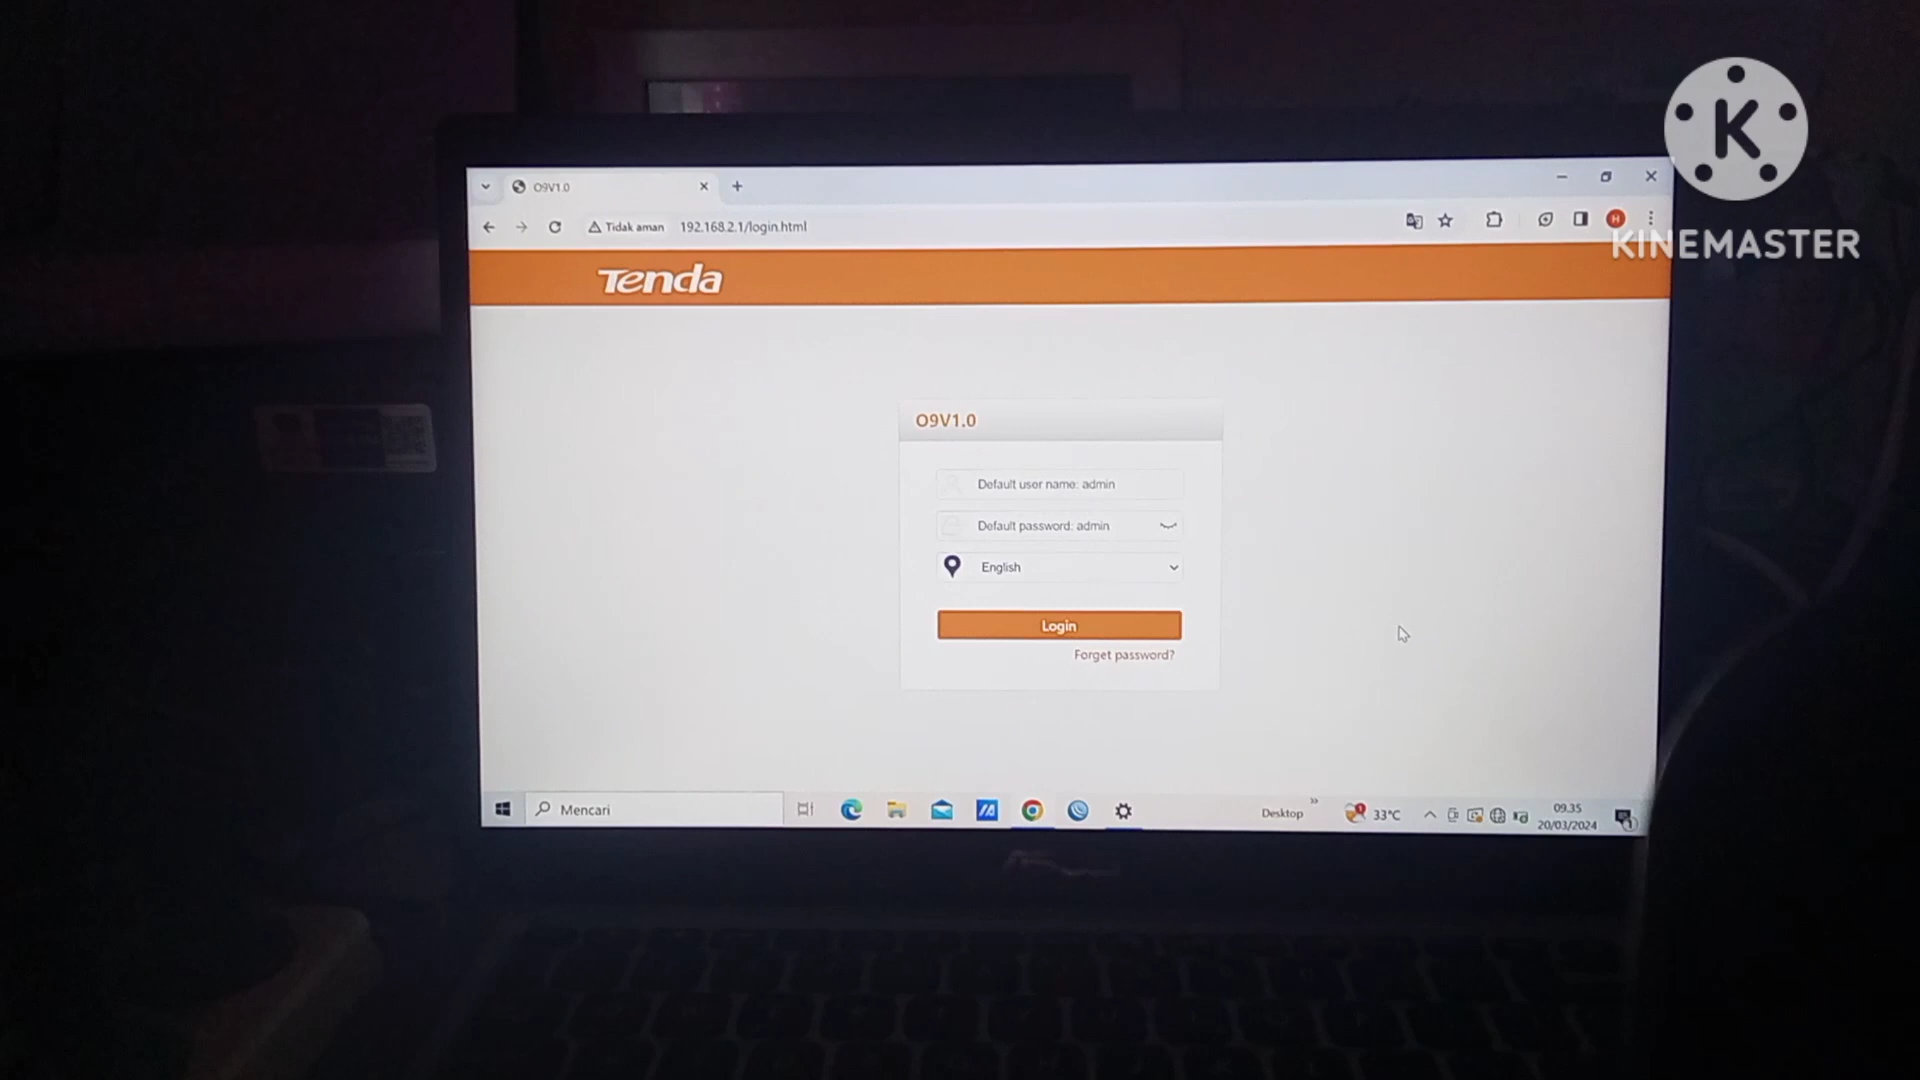 K
KINEMASTER
O9V1.0
Tidak aman 192.168.2.1/login.html
H
Tenda
O9V1.0
Default user name: admin
Default password: admin
English
Login
Forget password?
Mencari
Desktop
33°C
09.35
20/03/2024